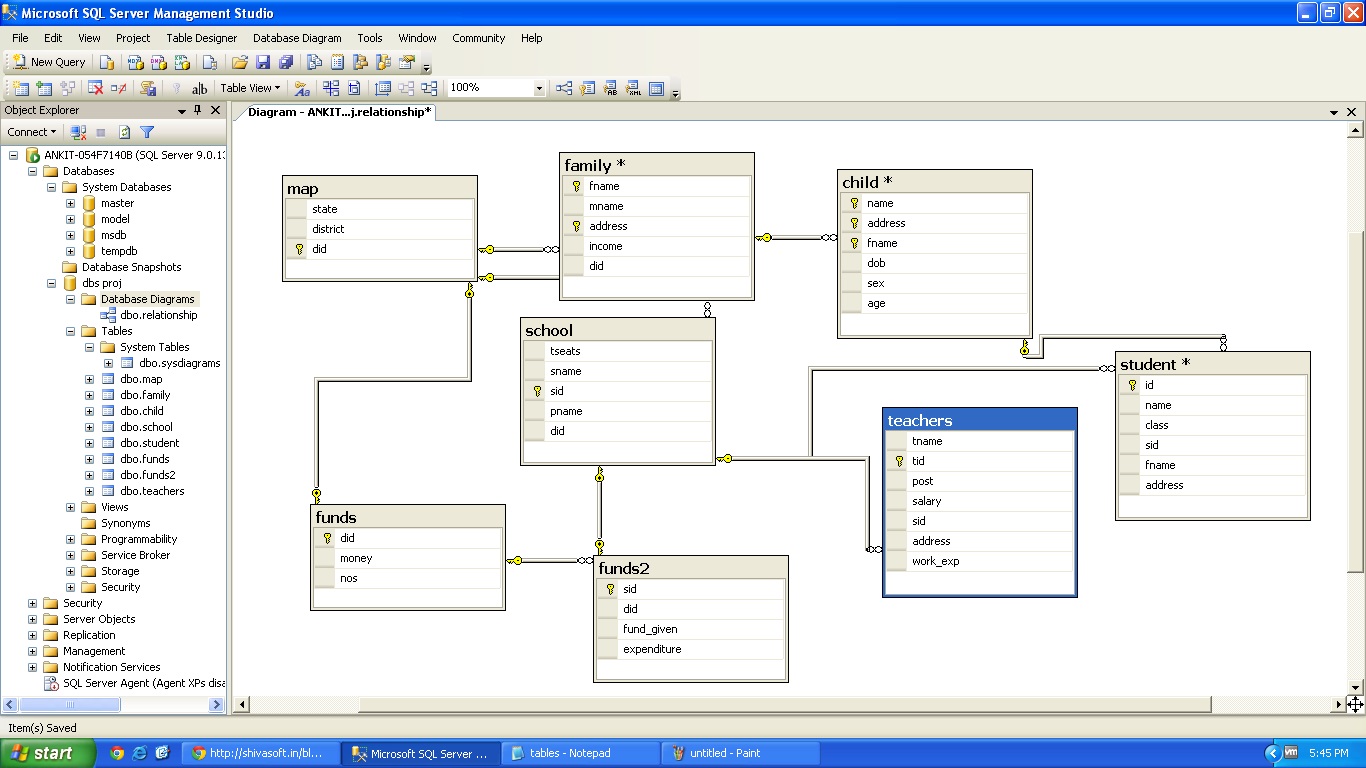 Microsoft SQL Server Management Studio
File Edit View Project Table Designer Database Diagram Tools Window Community Help
New Query
Table View 100%
Object Explorer
Diagram - ANKIT...j.relationship*
Connect
ANKIT-054F7140B (SQL Server 9.0.13
Databases
System Databases
master
model
msdb
tempdb
Database Snapshots
dbs proj
Database Diagrams
dbo.relationship
Tables
System Tables
dbo.sysdiagrams
dbo.map
dbo.family
dbo.child
dbo.school
dbo.student
dbo.funds
dbo.funds2
dbo.teachers
Views
Synonyms
Programmability
Service Broker
Storage
Security
Security
Server Objects
Replication
Management
Notification Services
SQL Server Agent (Agent XPs disa
map
state
district
did
family *
fname
mname
address
income
did
child *
name
address
fname
dob
sex
age
school
tseats
sname
sid
pname
did
student *
id
name
class
sid
fname
address
teachers
tname
tid
post
salary
sid
address
work_exp
funds
did
money
nos
funds2
sid
did
fund_given
expenditure
Item(s) Saved
start
http://shivasoft.in/bl...
Microsoft SQL Server ...
tables - Notepad
untitled - Paint
5:45 PM